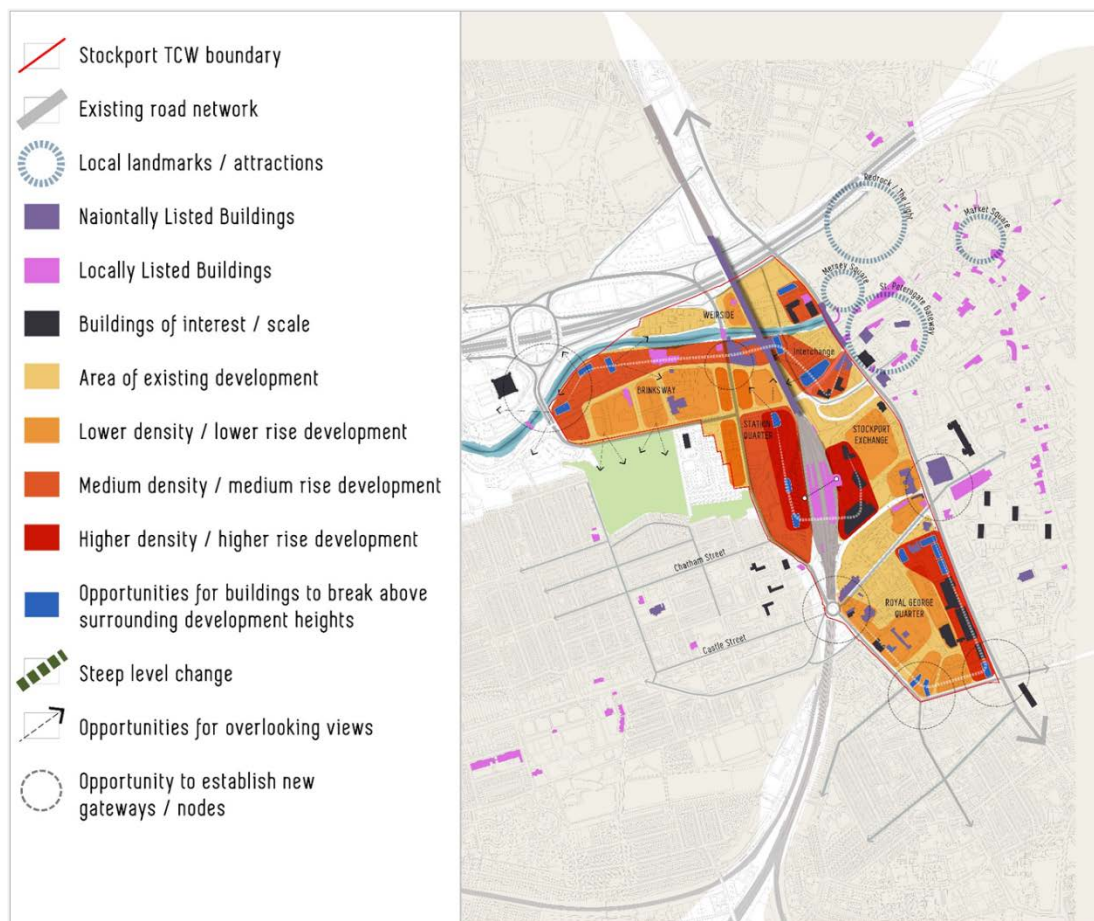 Stockport TCW boundary
Existing road network
Local landmarks / attractions
Naiontally Listed Buildings
Locally Listed Buildings
Buildings of interest / scale
Area of existing development
Lower density / lower rise development
Medium density / medium rise development
Higher density / higher rise development
Opportunities for buildings to break above
surrounding development heights
Steep level change
Opportunities for overlooking views
Opportunity to establish new
gateways / nodes
Redrock / The Light
Market Square
Mersey Square
St. Petersgate Gateway
WEIRSIDE
Interchange
BRINKSWAY
STATION
QUARTER
STOCKPORT
EXCHANGE
Chatham Street
ROYAL GEORGE
QUARTER
Castle Street